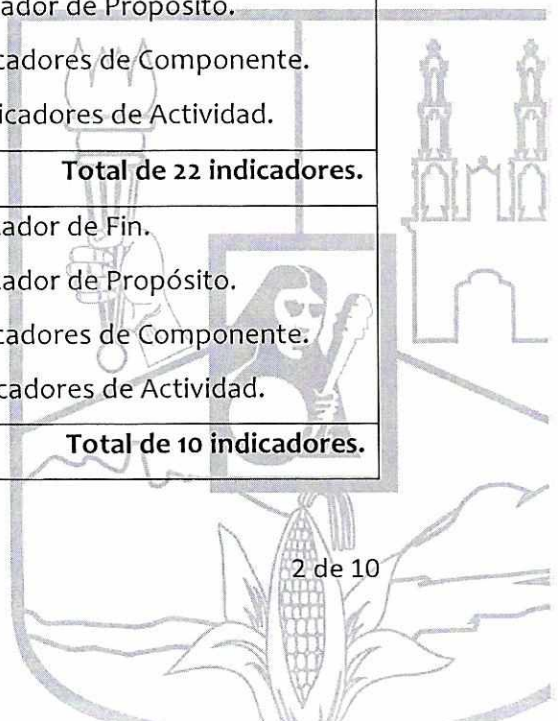 ador de Propósito.
cadores de Componente.
icadores de Actividad.
Total de 22 indicadores.
ador de Fin.
ador de Propósito.
cadores de Componente.
cadores de Actividad.
Total de 10 indicadores.
2 de 10